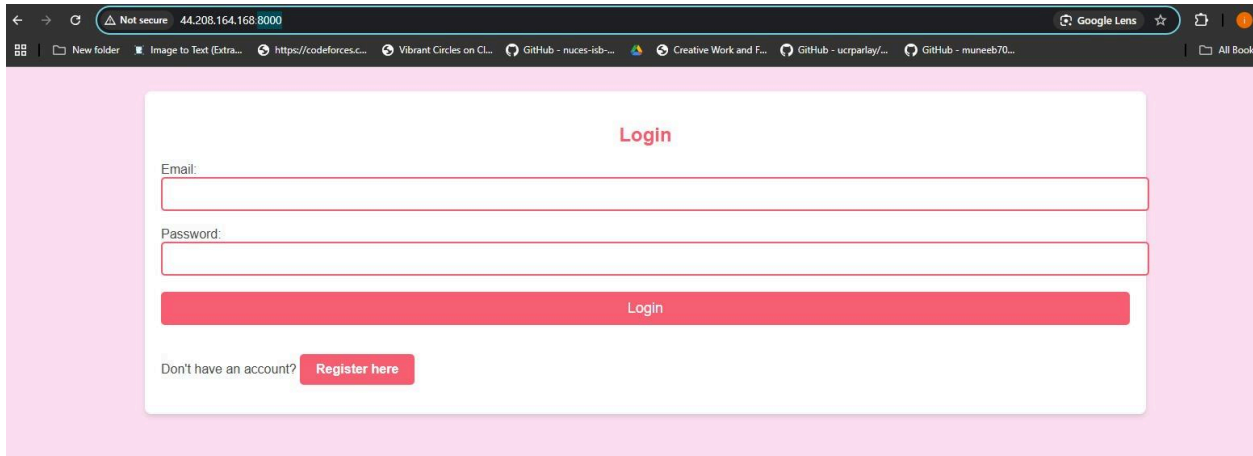 Not secure 44.208.164.168:8000 Google Lens
New folder Image to Text (Extra... https://codeforces.c... Vibrant Circles on Cl... GitHub - nuces-isb-... Creative Work and F... GitHub - ucrparlay/... GitHub - muneeb70... All Book
Login
Email:
Password:
Login
Don't have an account? Register here